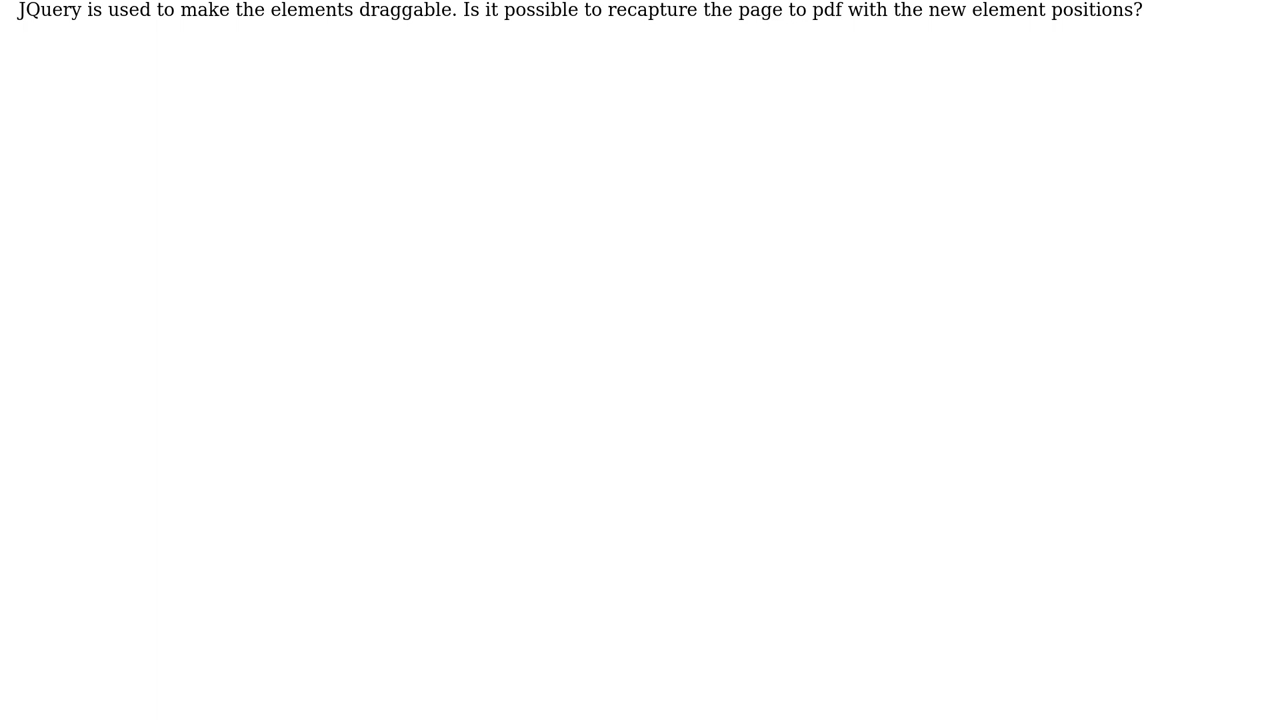 JQuery is used to make the elements draggable. Is it possible to recapture the page to pdf with the new element positions?